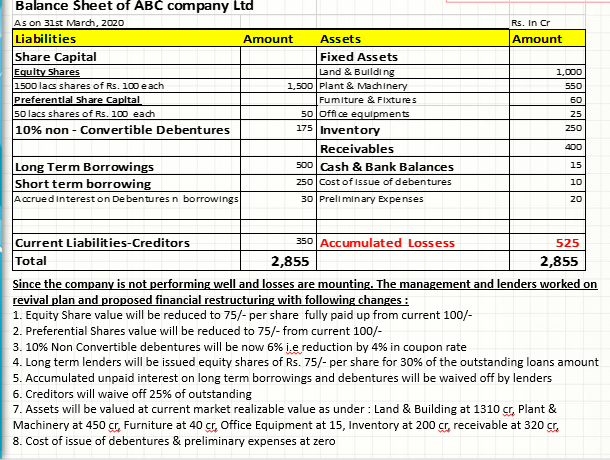 Balance Sheet of ABC company Ltd
As on 31st March, 2020 Rs. In Cr
Liabilities Amount Assets Amount
Share Capital Fixed Assets
Equity Shares Land & Building 1,000
1500 lacs shares of Rs. 100 each 1,500 Plant & Machinery 550
Preferential Share Capital Furniture & Fixtures 60
50 lacs shares of Rs. 100 each 50 Office equipments 25
10% non - Convertible Debentures 175 Inventory 250
Receivables 400
Long Term Borrowings 500 Cash & Bank Balances 15
Short term borrowing 250 Cost of Issue of debentures 10
Accrued Interest on Debentures n borrowings 30 Preliminary Expenses 20
Current Liabilities-Creditors 350 Accumulated Lossess 525
Total 2,855 2,855
Since the company is not performing well and losses are mounting. The management and lenders worked on
revival plan and proposed financial restructuring with following changes :
1. Equity Share value will be reduced to 75/- per share fully paid up from current 100/-
2. Preferential Shares value will be reduced to 75/- from current 100/-
3. 10% Non Convertible debentures will be now 6% i.e reduction by 4% in coupon rate
4. Long term lenders will be issued equity shares of Rs. 75/- per share for 30% of the outstanding loans amount
5. Accumulated unpaid interest on long term borrowings and debentures will be waived off by lenders
6. Creditors will waive off 25% of outstanding
7. Assets will be valued at current market realizable value as under : Land & Building at 1310 cr, Plant &
Machinery at 450 cr, Furniture at 40 cr, Office Equipment at 15, Inventory at 200 cr, receivable at 320 cr,
8. Cost of issue of debentures & preliminary expenses at zero